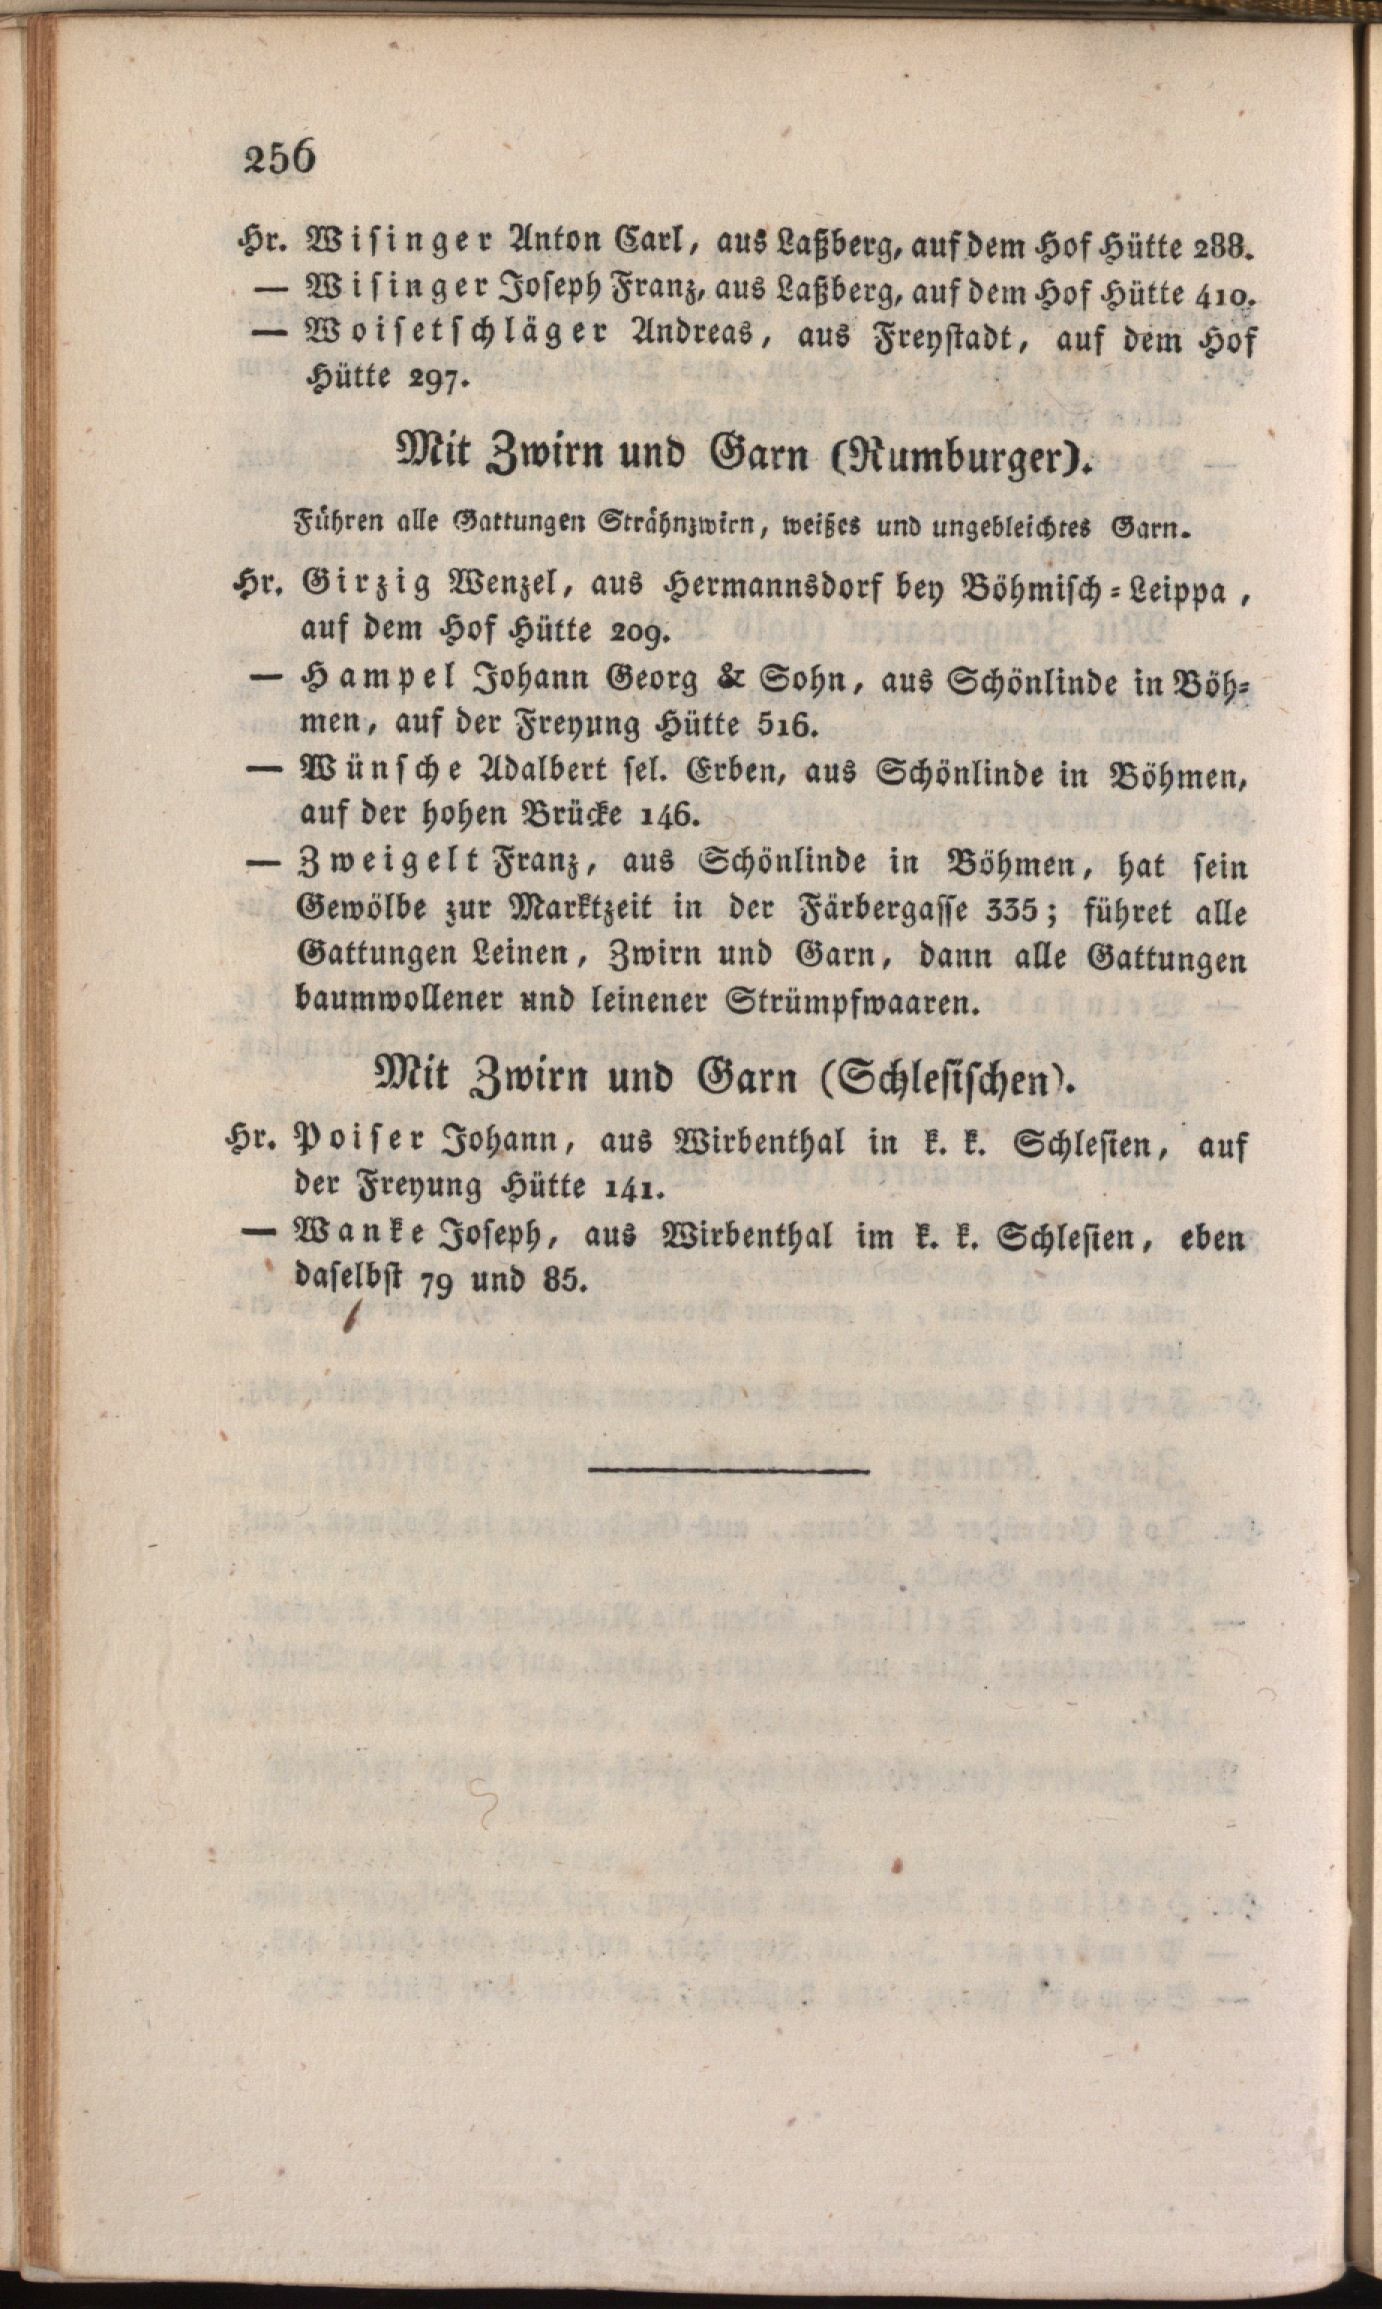 256
Hr. Wisinger Anton Carl, aus Laßberg, auf dem Hof Hütte 288.
— Wisinger Joseph Franz, aus Laßberg, auf dem Hof Hütte 410.
— Woisetschläger Andreas, aus Freystadt, auf dem Hof
Hütte 297.
Mit Zwirn und Garn (Rumburger).
Führen alle Gattungen Strähnzwirn, weißes und ungebleichtes Garn.
Hr. Girzig Wenzel, aus Hermannsdorf bey Böhmisch-Leippa,
auf dem Hof Hütte 209.
— Hampel Johann Georg & Sohn, aus Schönlinde in Böh-
men, auf der Freyung Hütte 516.
— Wünsche Adalbert sel. Erben, aus Schönlinde in Böhmen,
auf der hohen Brücke 146.
— Zweigelt Franz, aus Schönlinde in Böhmen, hat sein
Gewölbe zur Marktzeit in der Färbergasse 335; führet alle
Gattungen Leinen, Zwirn und Garn, dann alle Gattungen
baumwollener und leinener Strümpfwaaren.
Mit Zwirn und Garn (Schlesischen).
Hr. Poiser Johann, aus Wirbenthal in k. k. Schlesien, auf
der Freyung Hütte 141.
— Wanke Joseph, aus Wirbenthal im k. k. Schlesien, eben
daselbst 79 und 85.